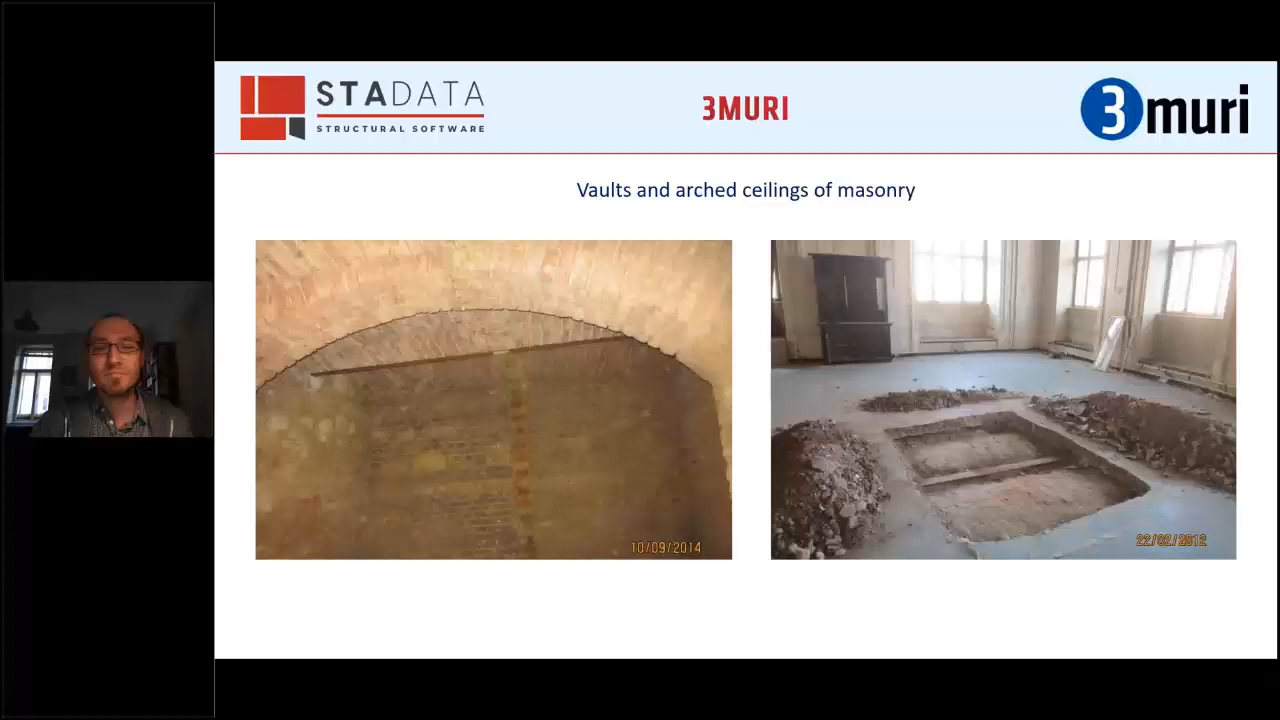 STADATA
STRUCTURAL SOFTWARE
3MURI
3muri
Vaults and arched ceilings of masonry
10/09/2014
22/02/2012